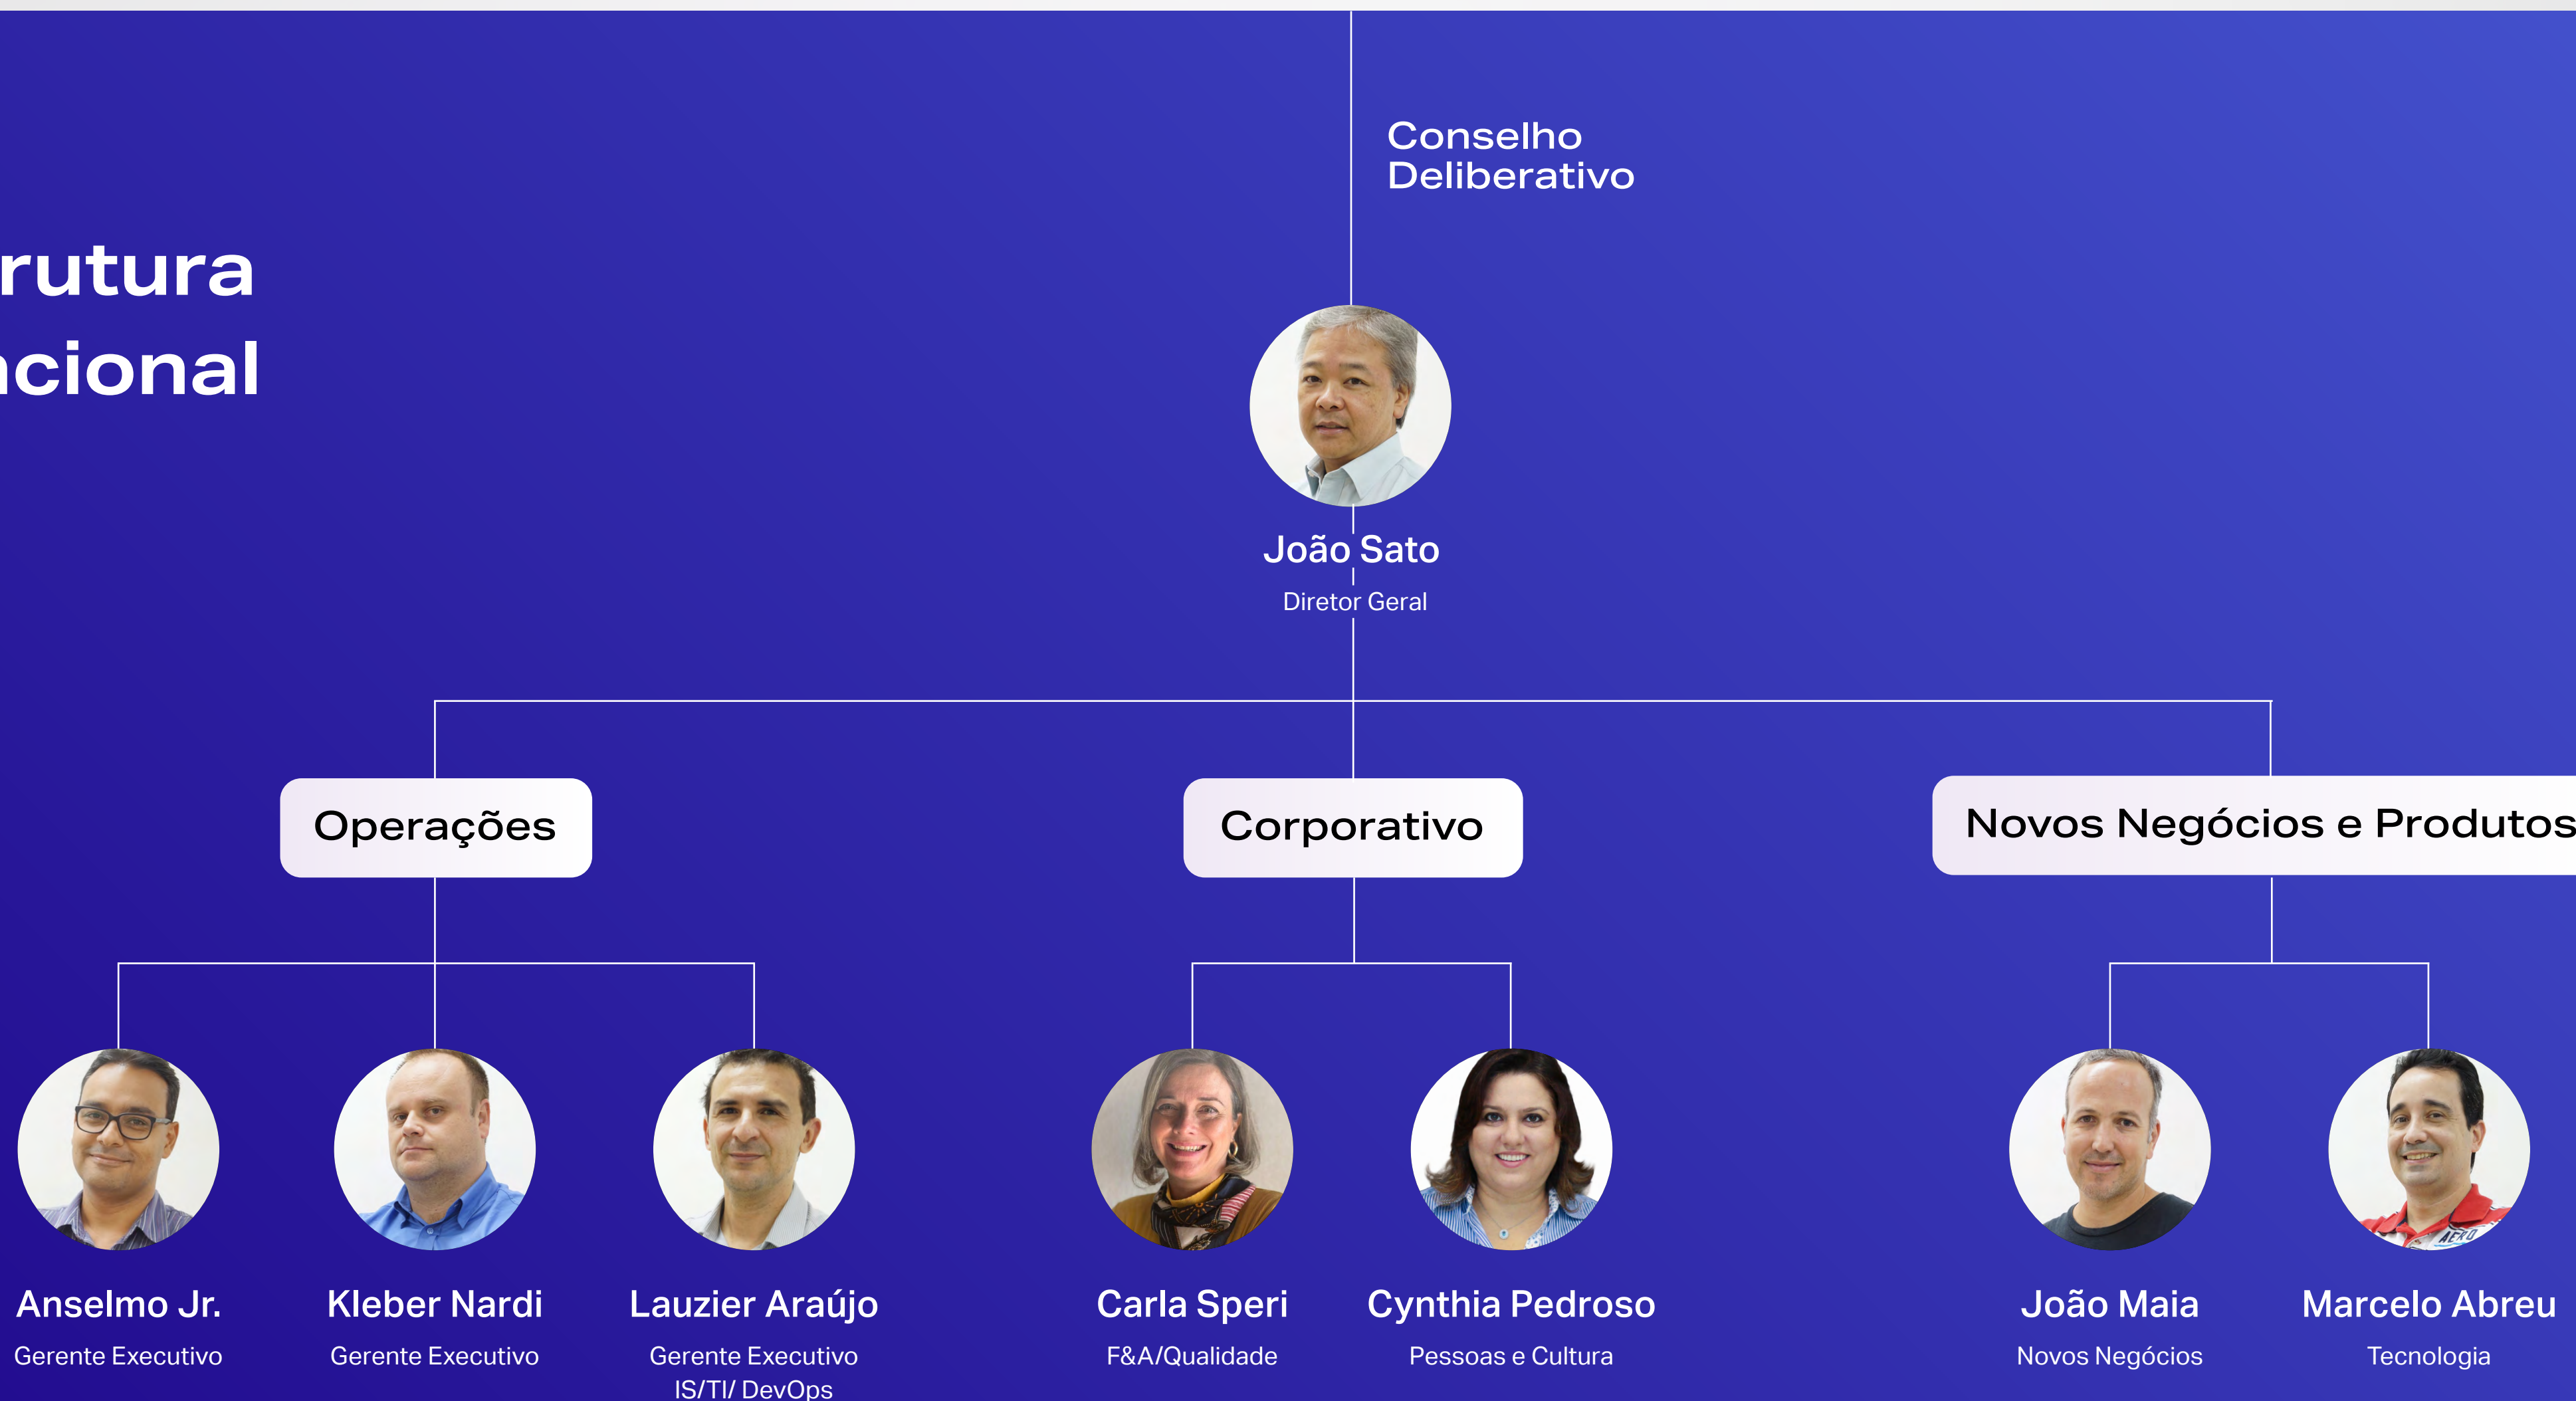 Conselho
Deliberativo
rutura
cional
João Sato
Diretor Geral
Operações
Corporativo
Novos Negócios e Produtos
Anselmo Jr.
Gerente Executivo
Kleber Nardi
Gerente Executivo
Lauzier Araújo
Gerente Executivo
IS/TI/ DevOps
Carla Speri
F&A/Qualidade
Cynthia Pedroso
Pessoas e Cultura
João Maia
Novos Negócios
Marcelo Abreu
Tecnologia
AERO